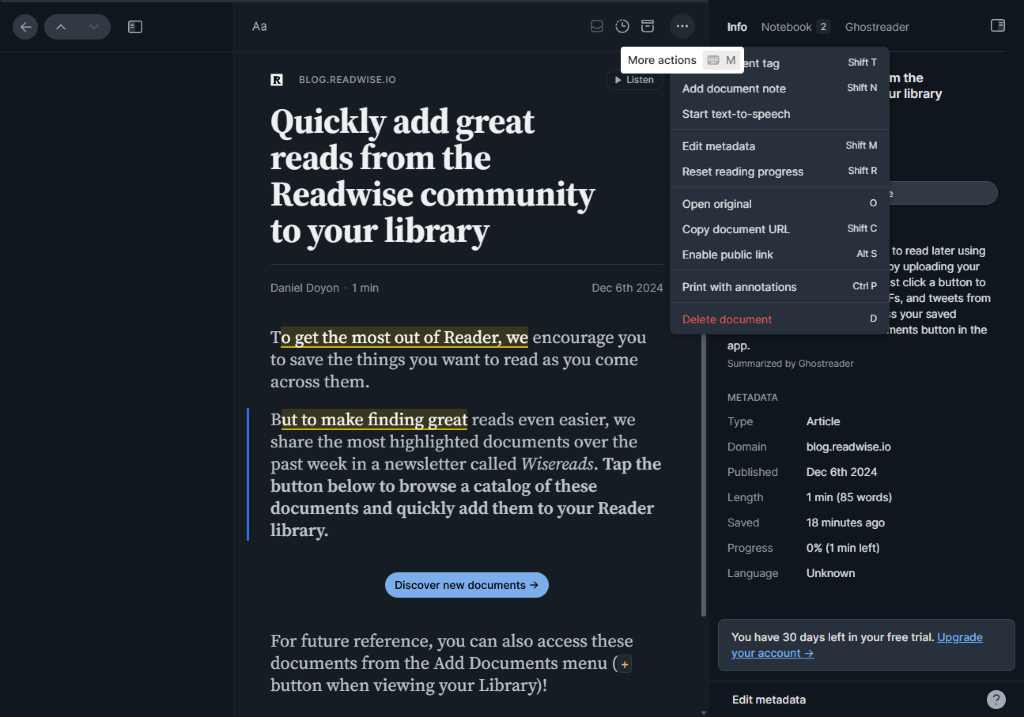 Aa
Info
Notebook 2
Ghostreader
More actions M
R BLOG.READWISE.IO
Listen
Quickly add great
reads from the
Readwise community
to your library
Daniel Doyon · 1 min
Dec 6th 2024
To get the most out of Reader, we encourage you
to save the things you want to read as you come
across them.
But to make finding great reads even easier, we
share the most highlighted documents over the
past week in a newsletter called Wisereads. Tap the
button below to browse a catalog of these
documents and quickly add them to your Reader
library.
Discover new documents →
For future reference, you can also access these
documents from the Add Documents menu (+
button when viewing your Library)!
tag Shift T
Add document note Shift N
Start text-to-speech
Edit metadata Shift M
Reset reading progress Shift R
Open original O
Copy document URL Shift C
Enable public link Alt S
Print with annotations Ctrl P
Delete document D
the
library
to read later using
by uploading your
click a button to
and tweets from
your saved
button in the
app.
Summarized by Ghostreader
METADATA
Type Article
Domain blog.readwise.io
Published Dec 6th 2024
Length 1 min (85 words)
Saved 18 minutes ago
Progress 0% (1 min left)
Language Unknown
You have 30 days left in your free trial. Upgrade
your account →
Edit metadata ?